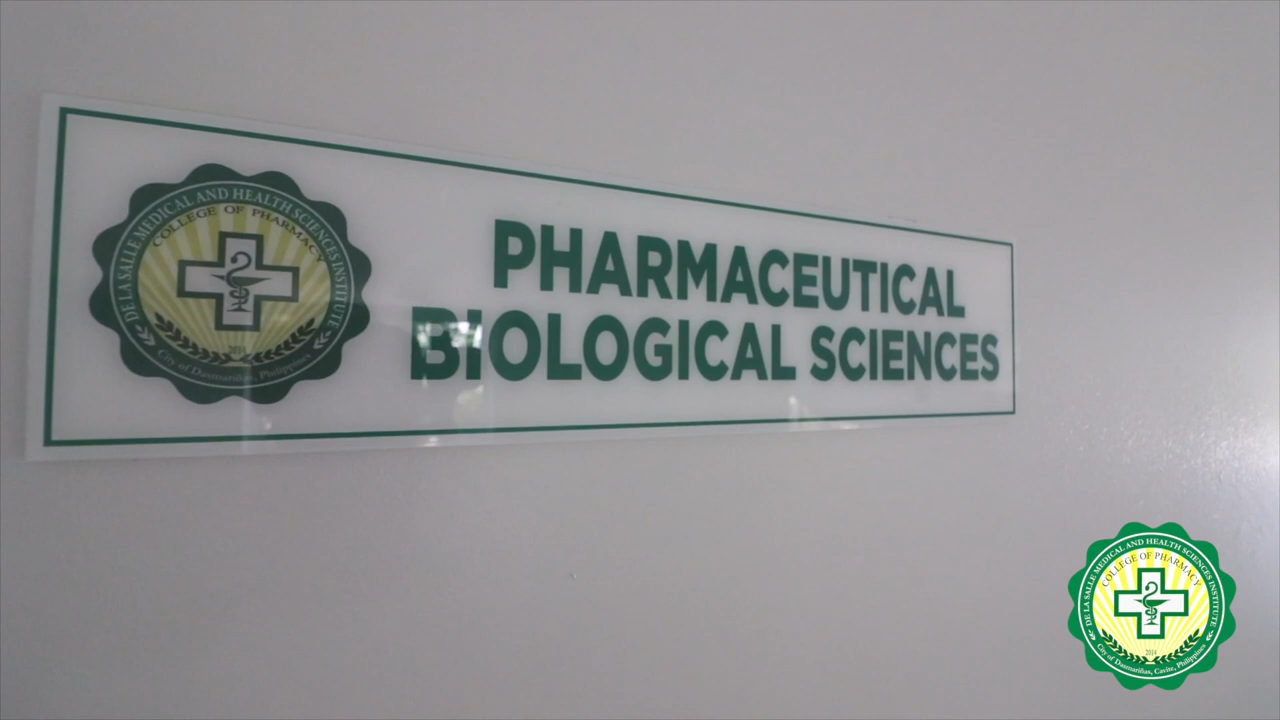 DE LA SALLE MEDICAL AND HEALTH SCIENCES INSTITUTE
COLLEGE OF PHARMACY
2014
City of Dasmariñas, Philippines
PHARMACEUTICAL
BIOLOGICAL SCIENCES
DE LA SALLE MEDICAL AND HEALTH SCIENCES INSTITUTE
COLLEGE OF PHARMACY
2014
City of Dasmariñas, Cavite, Philippines